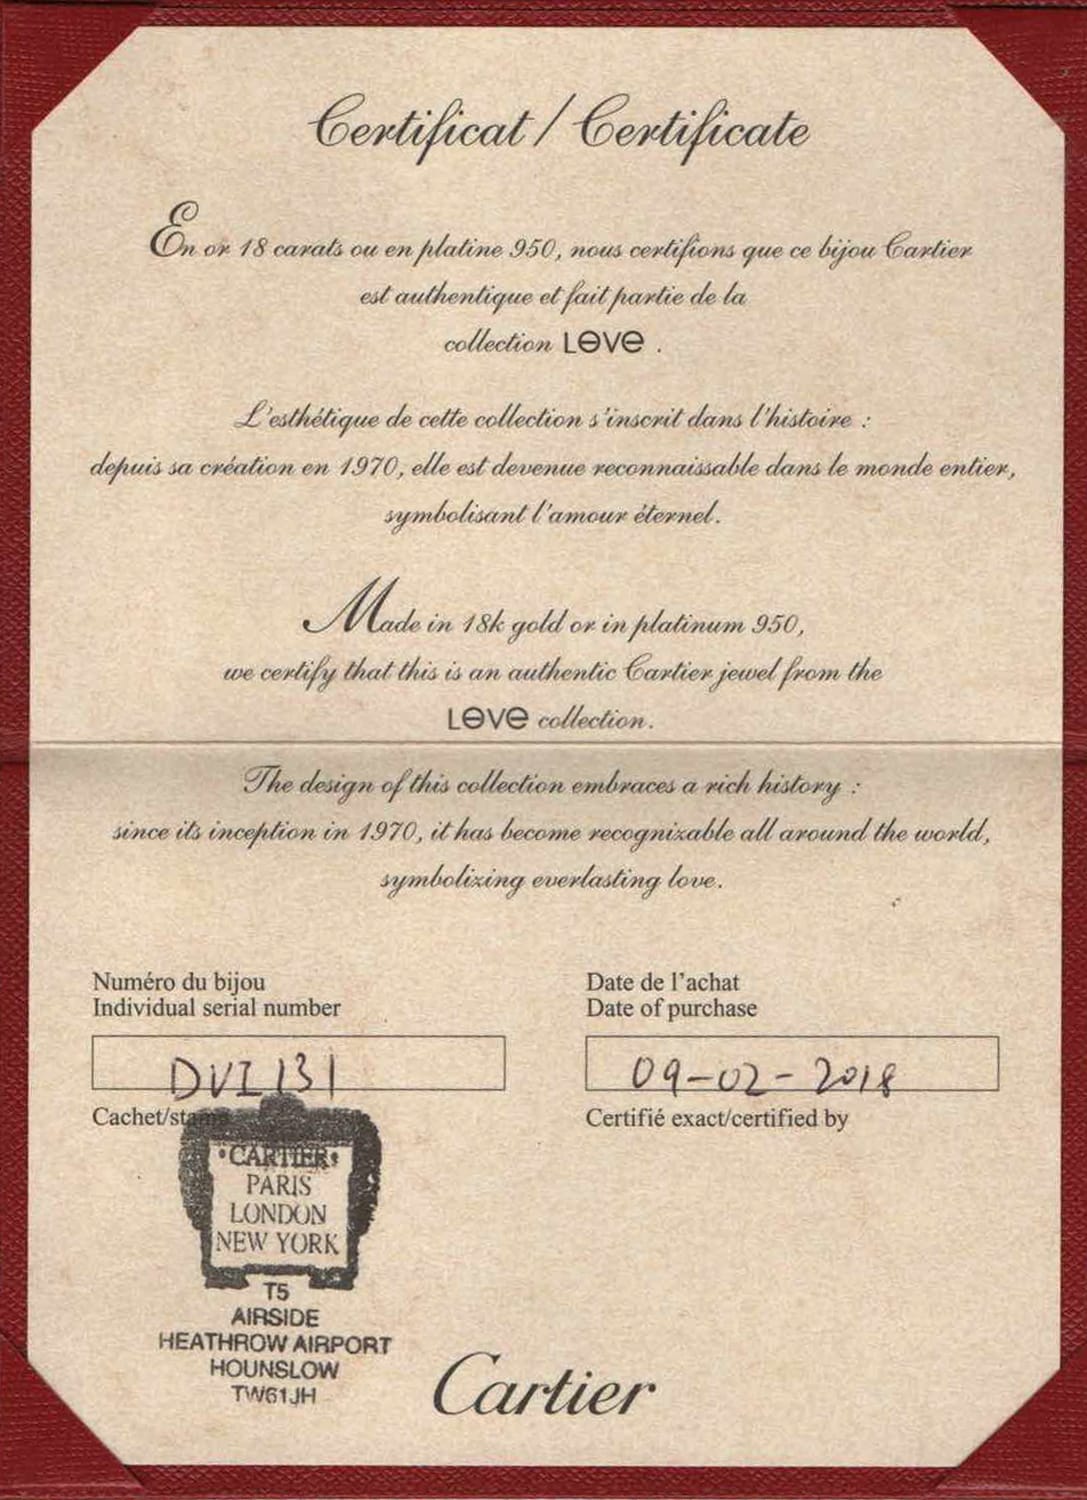 Certificat / Certificate
En or 18 carats ou en platine 950, nous certifions que ce bijou Cartier
est authentique et fait partie de la
collection LOVE .
L'esthétique de cette collection s'inscrit dans l'histoire :
depuis sa création en 1970, elle est devenue reconnaissable dans le monde entier,
symbolisant l'amour éternel.
Made in 18k gold or in platinum 950,
we certify that this is an authentic Cartier jewel from the
LOVE collection.
The design of this collection embraces a rich history :
since its inception in 1970, it has become recognizable all around the world,
symbolizing everlasting love.
Numéro du bijou
Individual serial number
DVI131
Date de l'achat
Date of purchase
09-02-2018
Cachet/stamp
Certifié exact/certified by
CARTIER
PARIS
LONDON
NEW YORK
T5
AIRSIDE
HEATHROW AIRPORT
HOUNSLOW
TW61JH
Cartier